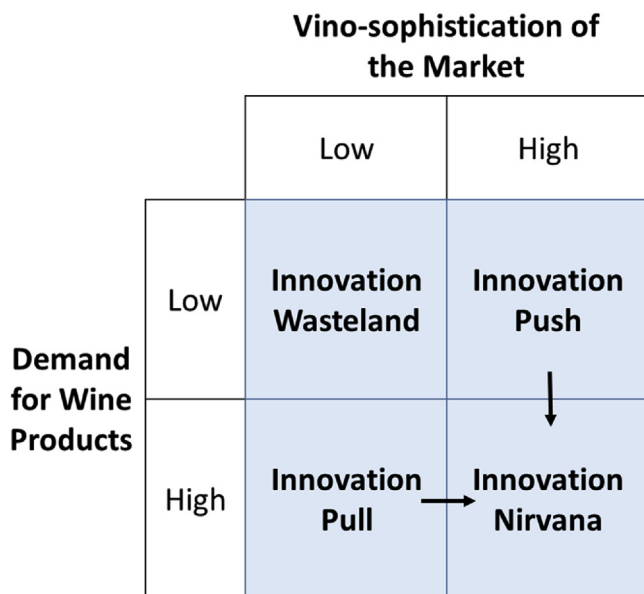 Vino-sophistication of
the Market
Low
High
Demand
for Wine
Products
Low
Innovation
Wasteland
Innovation
Push
High
Innovation
Pull
Innovation
Nirvana